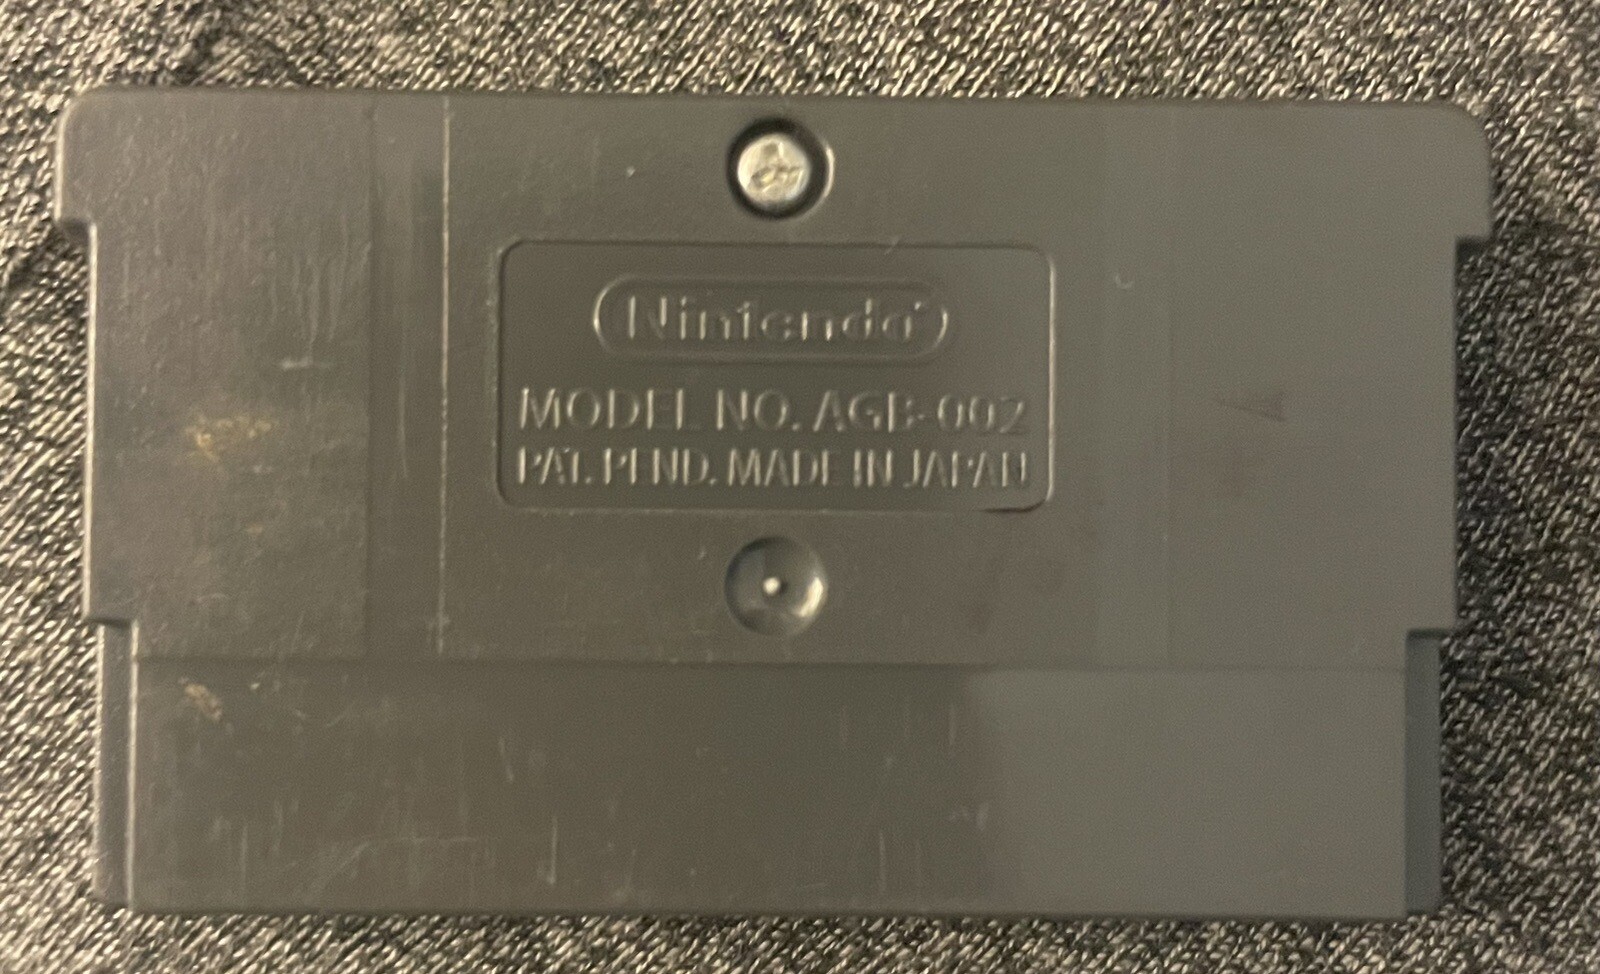 Nintendo
MODEL NO. AGB-002
PAT. PEND. MADE IN JAPAN